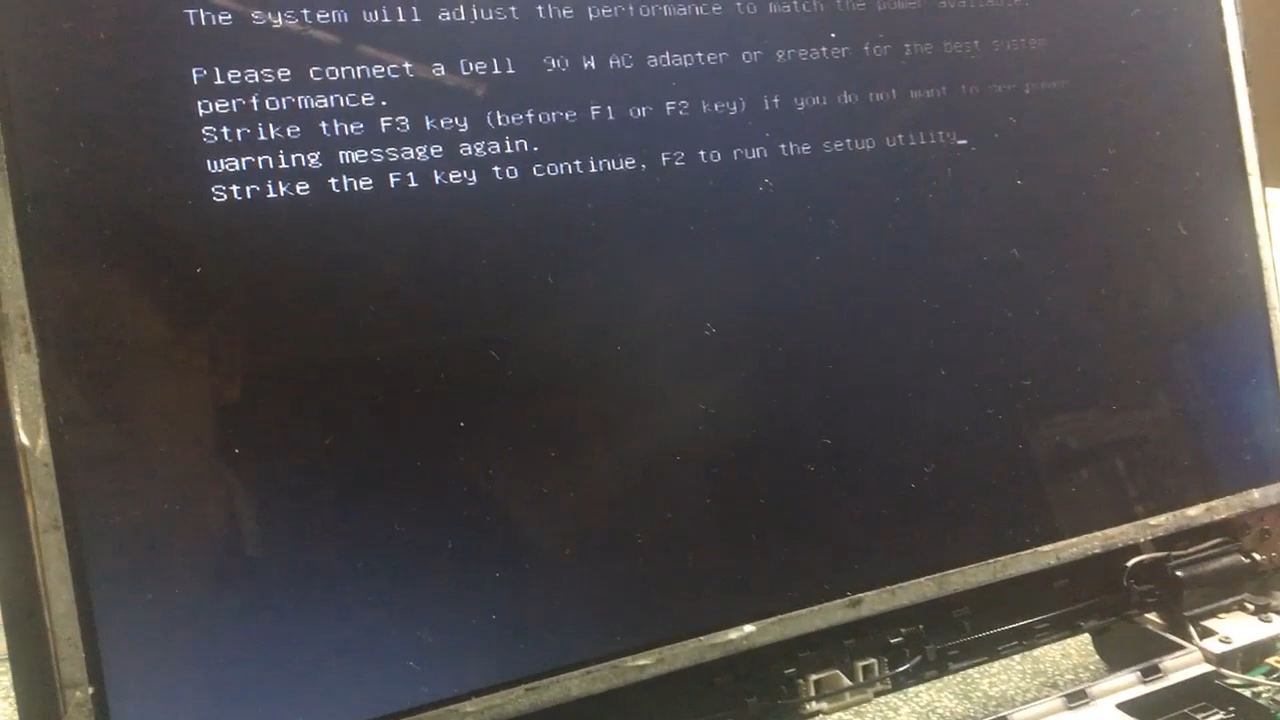 The system will adjust the performance to match the power available.
Please connect a Dell 90 W AC adapter or greater for the best system
performance.
Strike the F3 key (before F1 or F2 key) if you do not want to see power
warning message again.
Strike the F1 key to continue, F2 to run the setup utility_